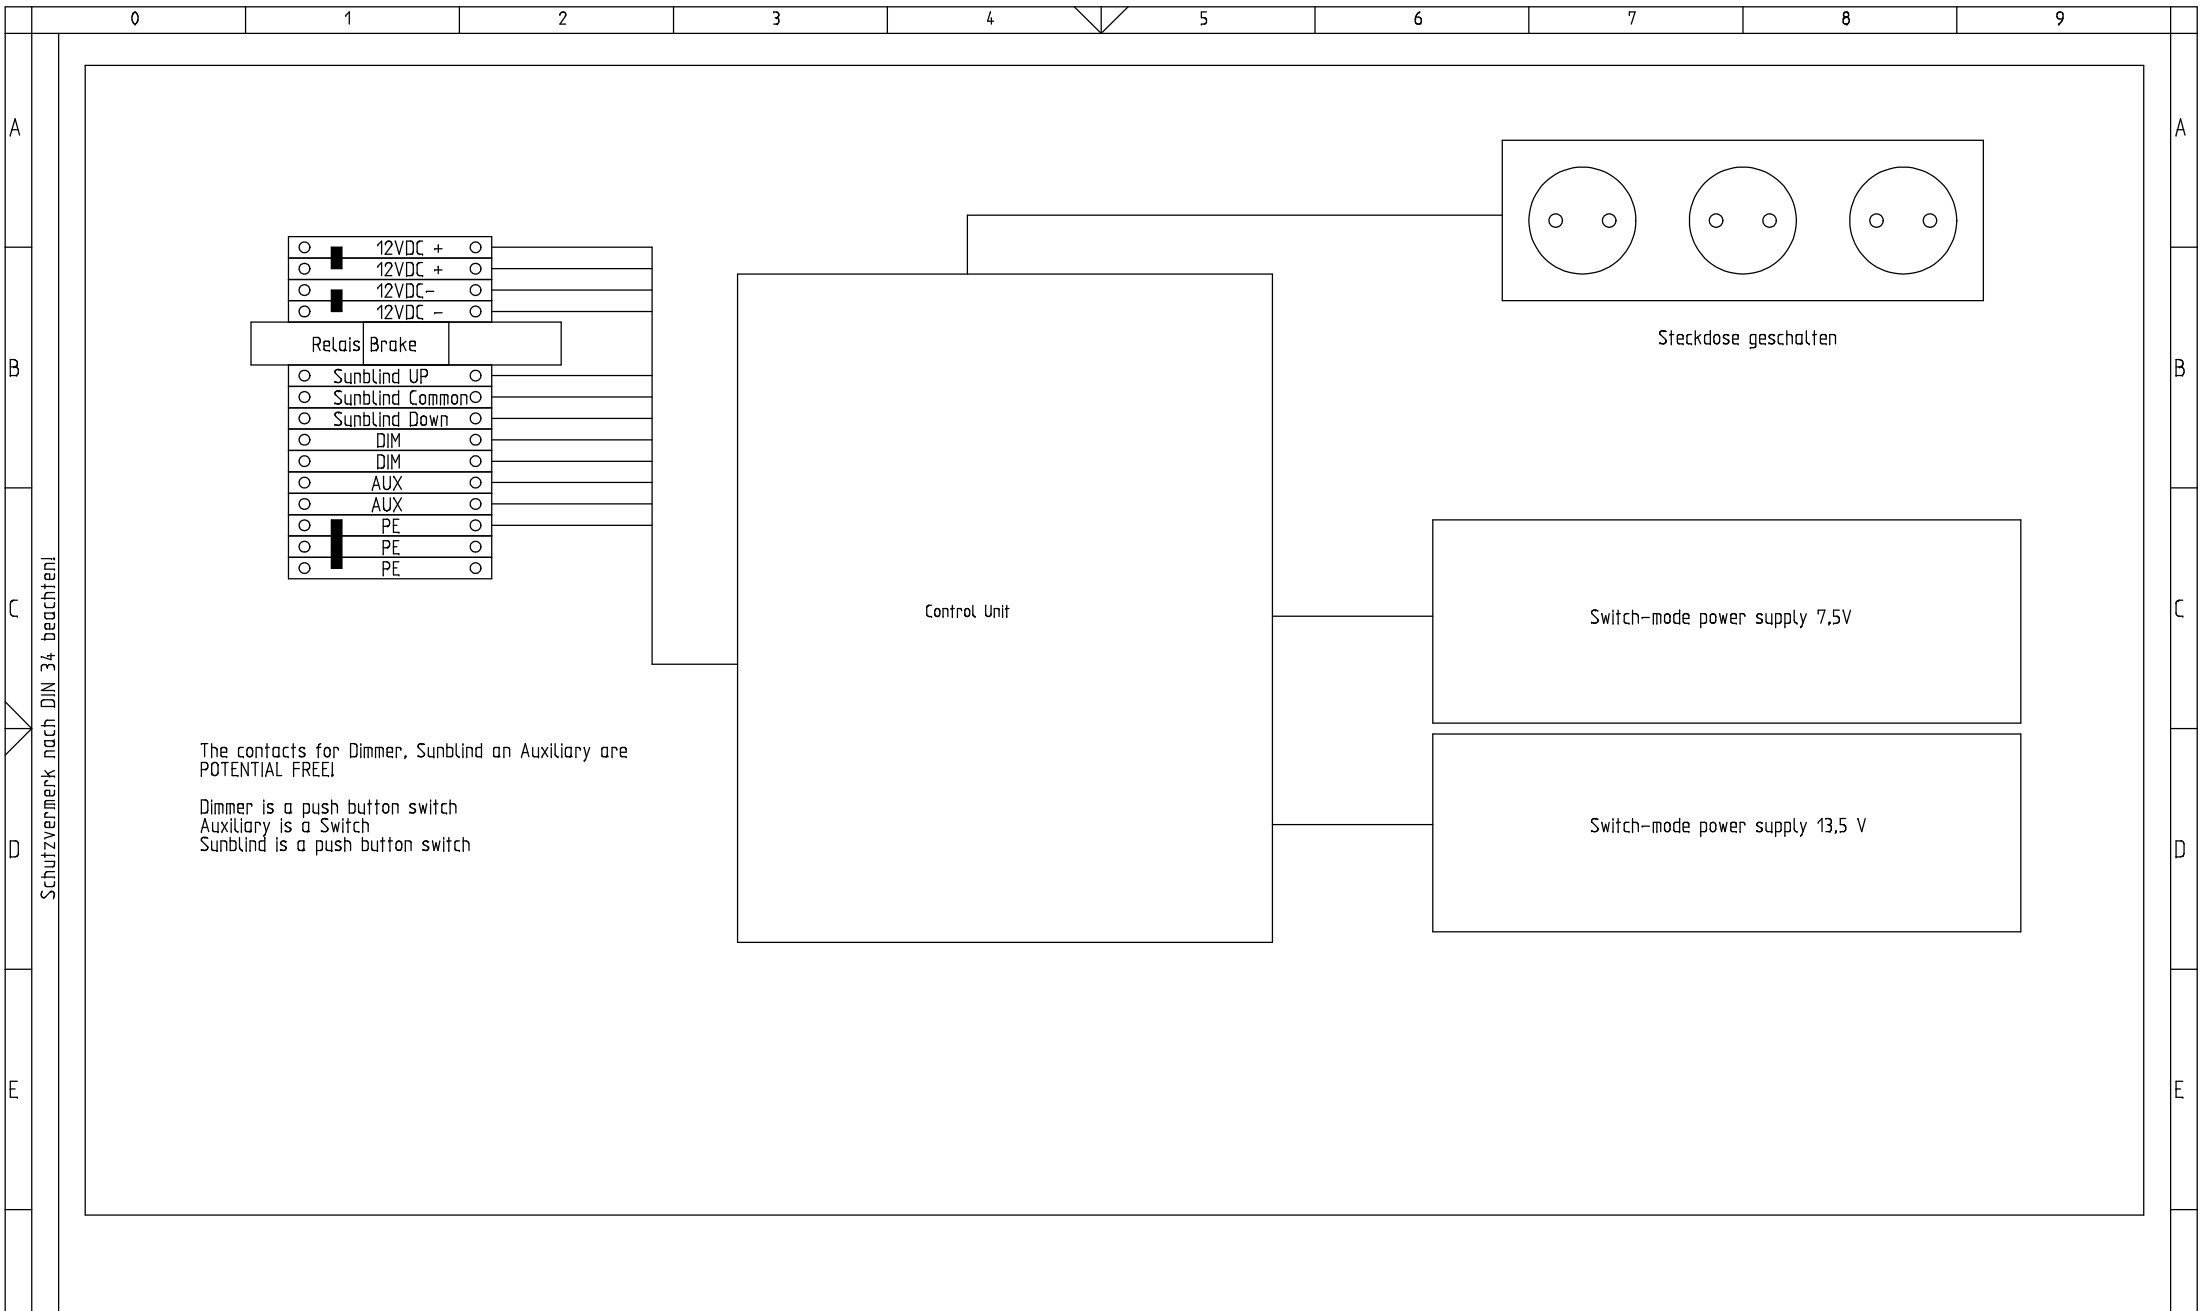 0 1 2 3 4 5 6 7 8 9
A A
12VDC +
12VDC +
12VDC-
12VDC -
Relais Brake
Steckdose geschalten
B B
Sunblind UP
Sunblind Common
Sunblind Down
DIM
DIM
AUX
AUX
PE
PE
PE
C C
Control Unit
Switch-mode power supply 7,5V
Schutzvermerk nach DIN 34 beachten!
The contacts for Dimmer, Sunblind an Auxiliary are
POTENTIAL FREE!
Dimmer is a push button switch
Auxiliary is a Switch
Sunblind is a push button switch
Switch-mode power supply 13,5 V
D D
E E